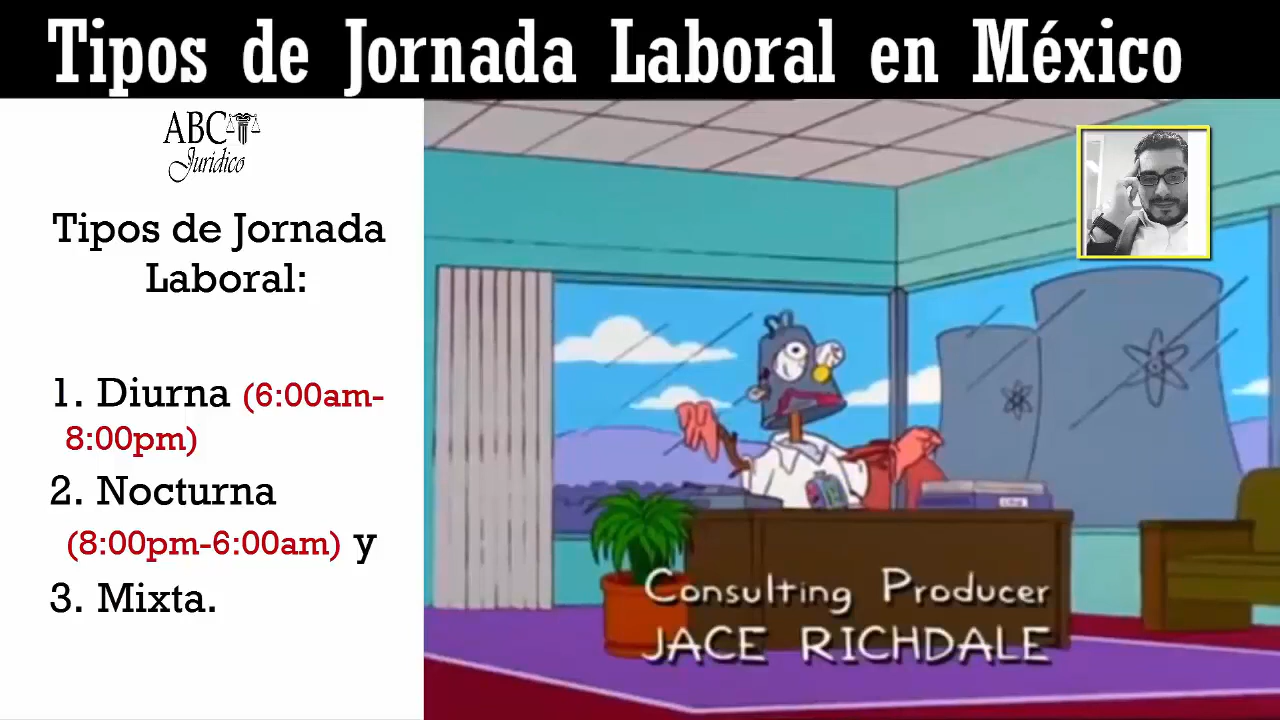 Tipos de Jornada Laboral en México
ABC
Jurídico
Tipos de Jornada
Laboral:
1. Diurna (6:00am-
8:00pm)
2. Nocturna
(8:00pm-6:00am) y
3. Mixta.
Consulting Producer
JACE RICHDALE